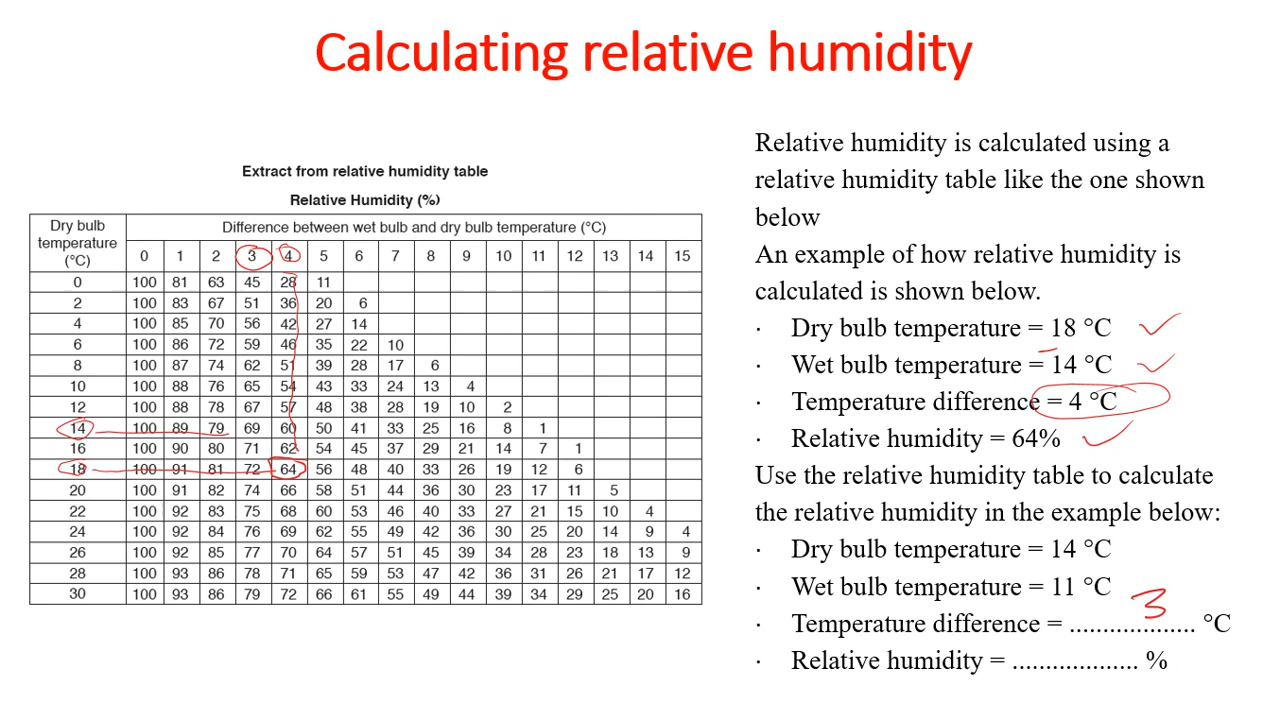 Calculating relative humidity
Extract from relative humidity table
Relative Humidity (%)
Dry bulb temperature (°C)
Difference between wet bulb and dry bulb temperature (°C)
0 1 2 3 4 5 6 7 8 9 10 11 12 13 14 15
0 100 81 63 45 28 11
2 100 83 67 51 36 20 6
4 100 85 70 56 42 27 14
6 100 86 72 59 46 35 22 10
8 100 87 74 62 51 39 28 17 6
10 100 88 76 65 54 43 33 24 13 4
12 100 88 78 67 57 48 38 28 19 10 2
14 100 89 79 69 60 50 41 33 25 16 8 1
16 100 90 80 71 62 54 45 37 29 21 14 7 1
18 100 91 81 72 64 56 48 40 33 26 19 12 6
20 100 91 82 74 66 58 51 44 36 30 23 17 11 5
22 100 92 83 75 68 60 53 46 40 33 27 21 15 10 4
24 100 92 84 76 69 62 55 49 42 36 30 25 20 14 9 4
26 100 92 85 77 70 64 57 51 45 39 34 28 23 18 13 9
28 100 93 86 78 71 65 59 53 47 42 36 31 26 21 17 12
30 100 93 86 79 72 66 61 55 49 44 39 34 29 25 20 16
Relative humidity is calculated using a
relative humidity table like the one shown
below
An example of how relative humidity is
calculated is shown below.
· Dry bulb temperature = 18 °C
· Wet bulb temperature = 14 °C
· Temperature difference = 4 °C
· Relative humidity = 64%
Use the relative humidity table to calculate
the relative humidity in the example below:
· Dry bulb temperature = 14 °C
· Wet bulb temperature = 11 °C
· Temperature difference = ................... °C
3
· Relative humidity = ................... %